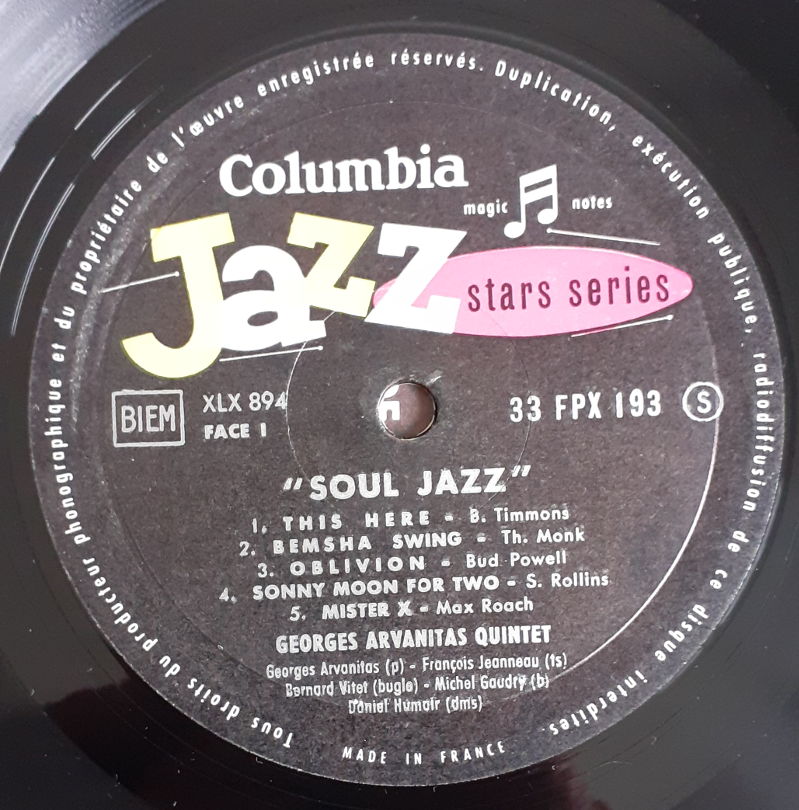 Tous droits du producteur phonographique et du propriétaire de l'œuvre enregistrée réservés. Duplication, exécution publique, radiodiffusion de ce disque interdites
Columbia
magic notes
Jazz
stars series
BIEM
XLX 894
FACE 1
33 FPX 193
S
"SOUL JAZZ"
1. THIS HERE - B. Timmons
2. BEMSHA SWING - Th. Monk
3. OBLIVION - Bud Powell
4. SONNY MOON FOR TWO - S. Rollins
5. MISTER X - Max Roach
GEORGES ARVANITAS QUINTET
Georges Arvanitas (p) - François Jeanneau (ts)
Bernard Vitet (bugle) - Michel Gaudry (b)
Daniel Humair (dms)
MADE IN FRANCE